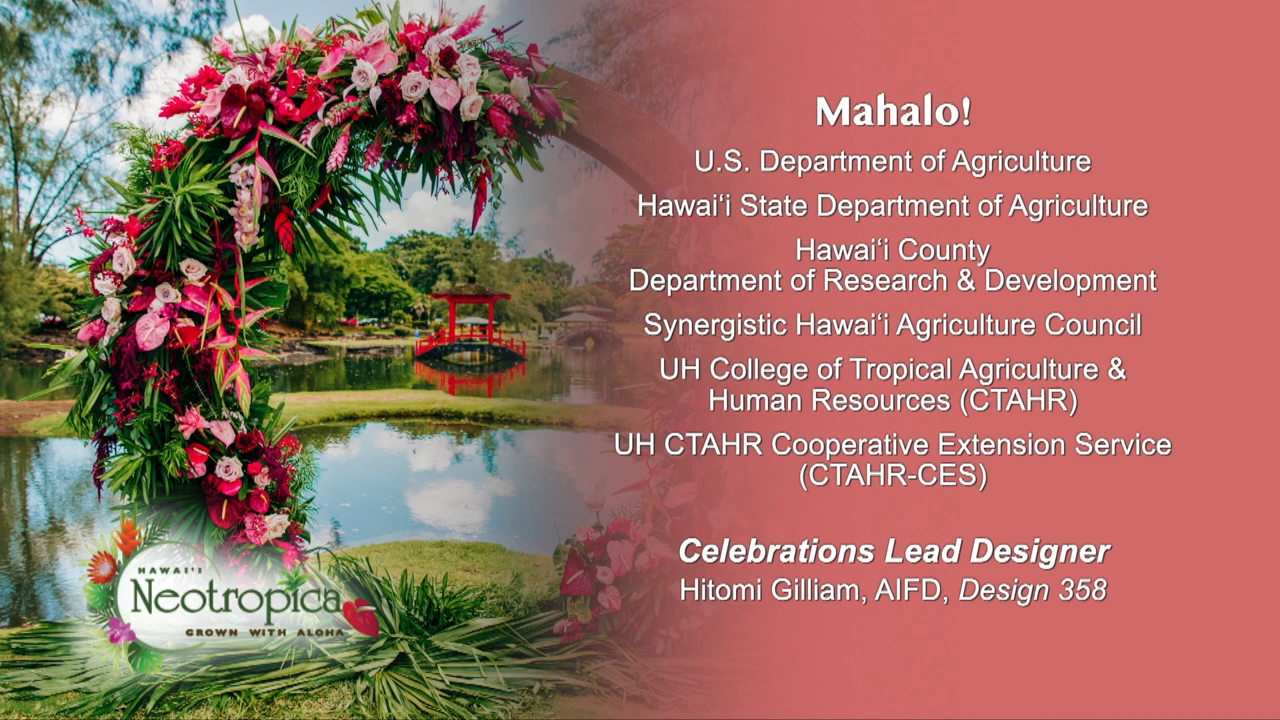 Mahalo!
U.S. Department of Agriculture
Hawaiʻi State Department of Agriculture
Hawaiʻi County
Department of Research & Development
Synergistic Hawaiʻi Agriculture Council
UH College of Tropical Agriculture &
Human Resources (CTAHR)
UH CTAHR Cooperative Extension Service
(CTAHR-CES)
Celebrations Lead Designer
Hitomi Gilliam, AIFD, Design 358
HAWAIʻI
Neotropica
GROWN WITH ALOHA